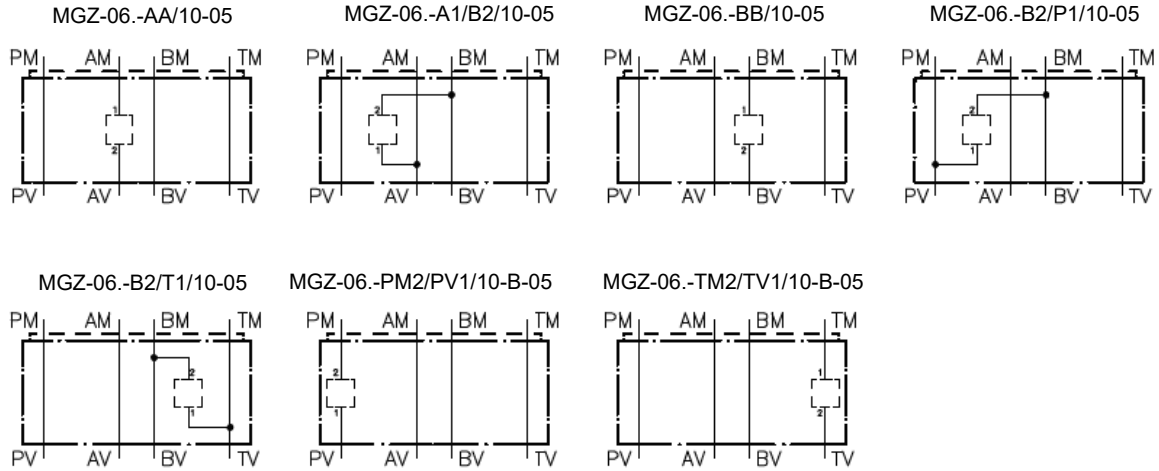 MGZ-06.-AA/10-05 MGZ-06.-A1/B2/10-05 MGZ-06.-BB/10-05 MGZ-06.-B2/P1/10-05
PM AM BM TM PM AM BM TM PM AM BM TM PM AM BM TM
1 2 1 2
2 1 2 1
PV AV BV TV PV AV BV TV PV AV BV TV PV AV BV TV
MGZ-06.-B2/T1/10-05 MGZ-06.-PM2/PV1/10-B-05 MGZ-06.-TM2/TV1/10-B-05
PM AM BM TM PM AM BM TM PM AM BM TM
2 2 1
1 1 2
PV AV BV TV PV AV BV TV PV AV BV TV